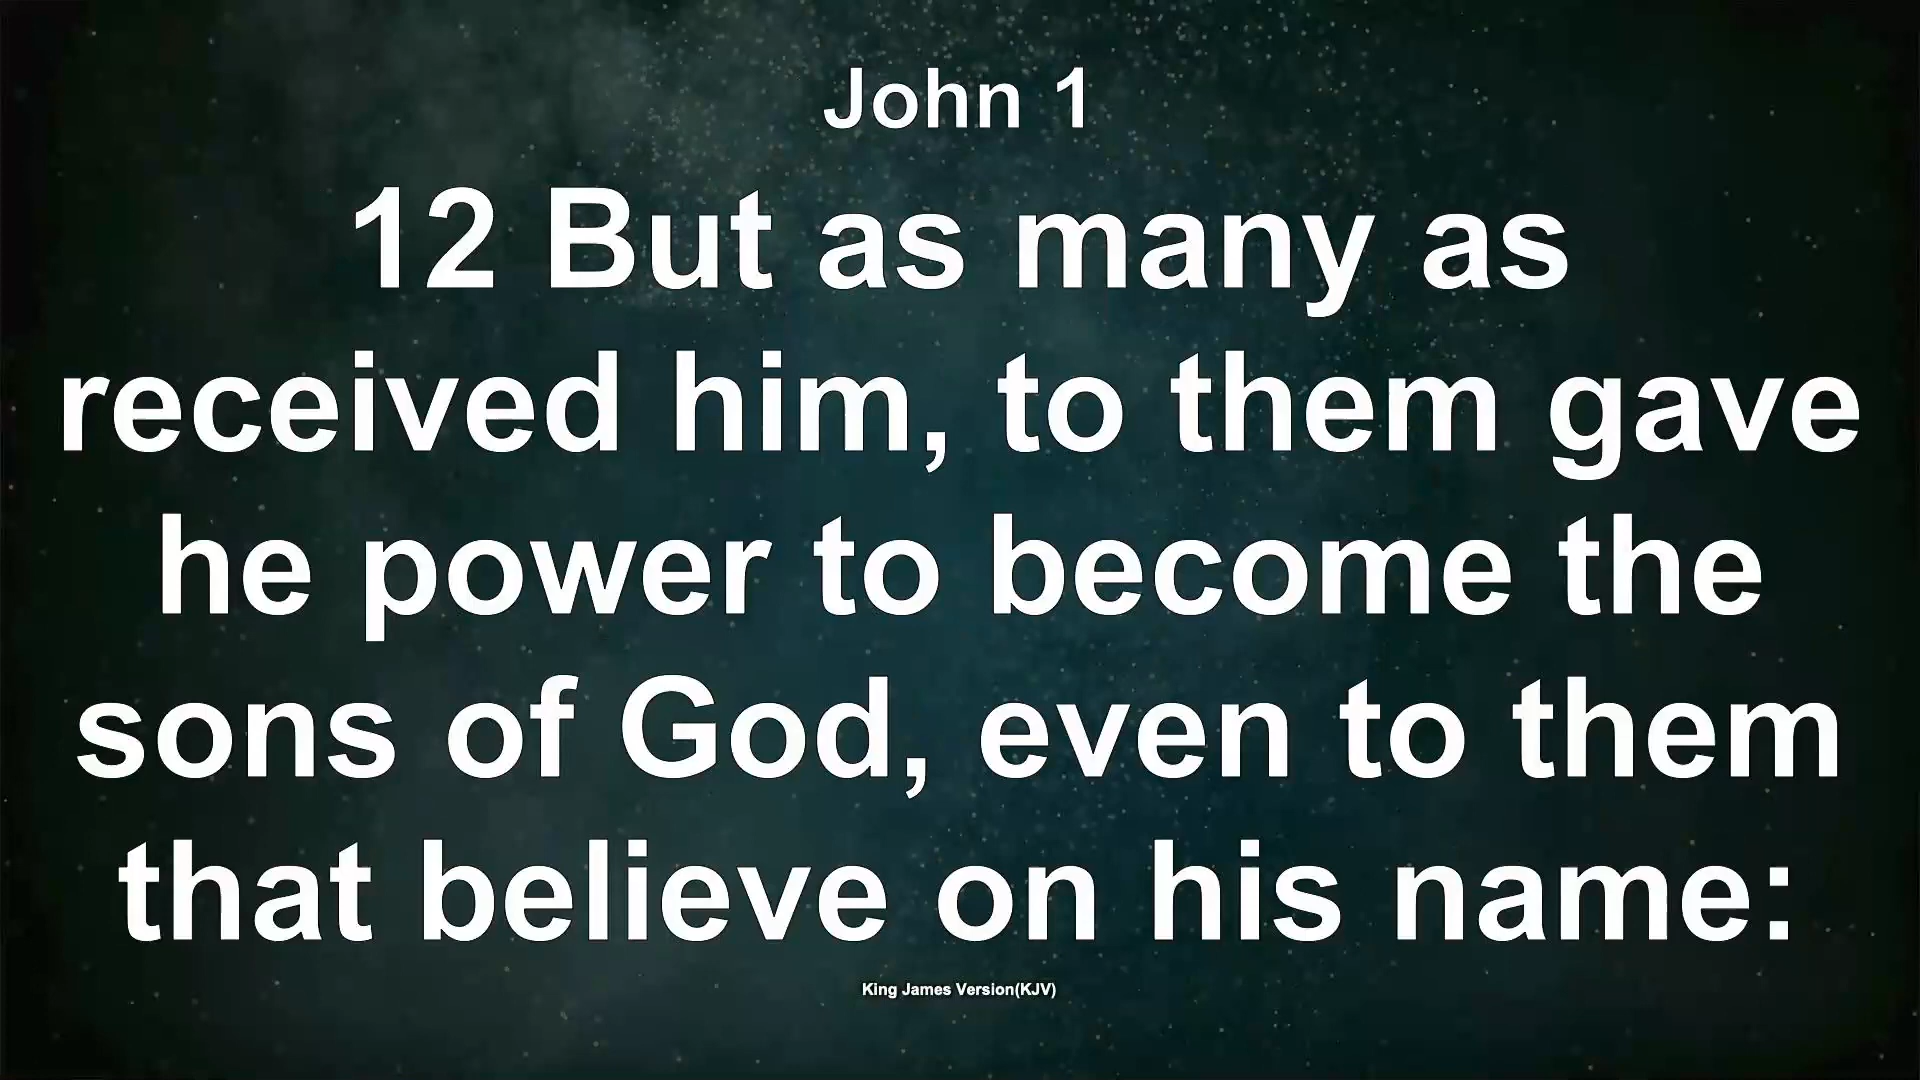 John 1
12 But as many as
received him, to them gave
he power to become the
sons of God, even to them
that believe on his name:
King James Version(KJV)